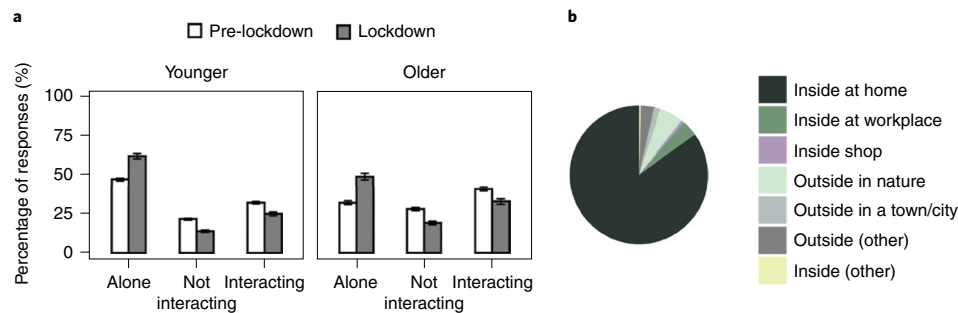 a
Pre-lockdown Lockdown
Younger Older
Percentage of responses (%)
100
75
50
25
0
Alone Not interacting Interacting Alone Not interacting Interacting
b
Inside at home
Inside at workplace
Inside shop
Outside in nature
Outside in a town/city
Outside (other)
Inside (other)